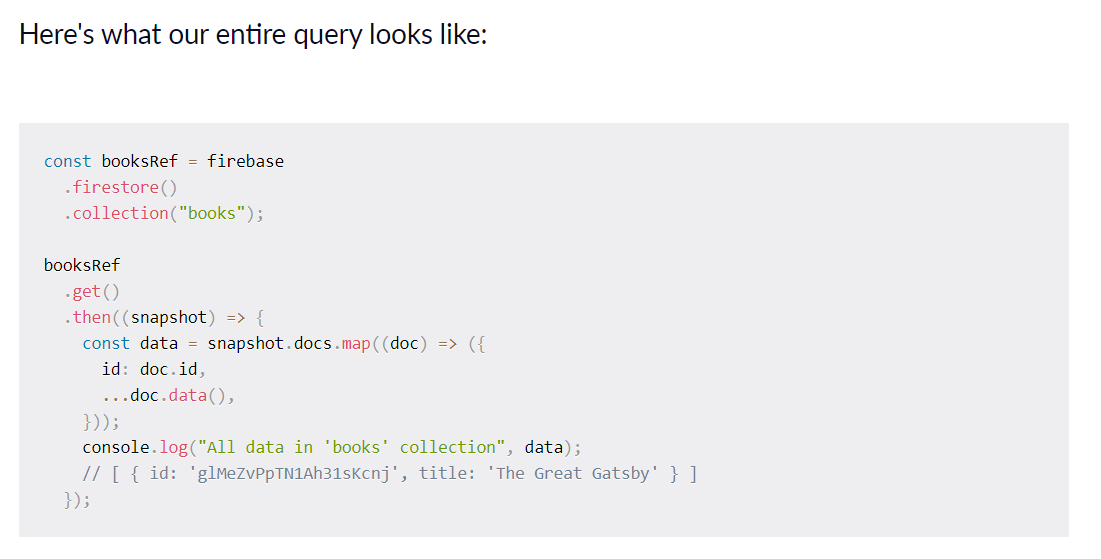 Here's what our entire query looks like:
const booksRef = firebase
  .firestore()
  .collection("books");
booksRef
  .get()
  .then((snapshot) => {
    const data = snapshot.docs.map((doc) => ({
      id: doc.id,
      ...doc.data(),
    }));
    console.log("All data in 'books' collection", data);
    // [ { id: 'glMeZvPpTN1Ah31sKcnj', title: 'The Great Gatsby' } ]
  });